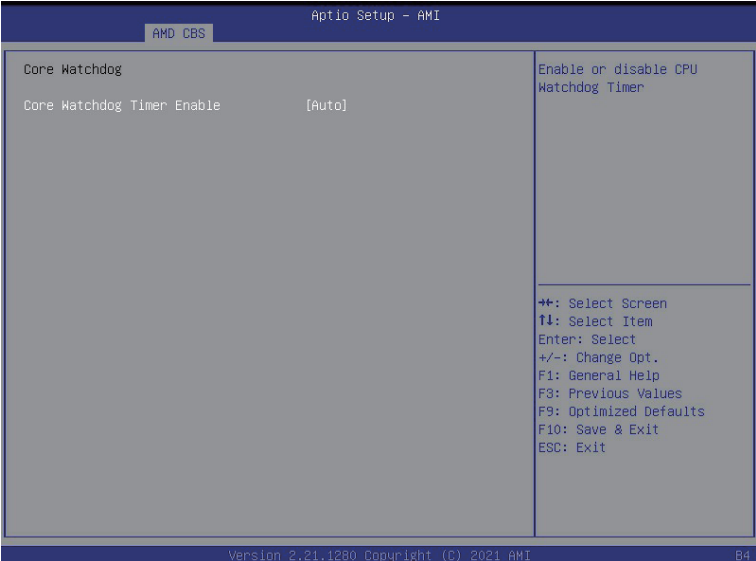 Aptio Setup – AMI
AMD CBS
Core Watchdog
Core Watchdog Timer Enable [Auto]
Enable or disable CPU
Watchdog Timer
→←: Select Screen
↑↓: Select Item
Enter: Select
+/-: Change Opt.
F1: General Help
F3: Previous Values
F9: Optimized Defaults
F10: Save & Exit
ESC: Exit
Version 2.21.1280 Copyright (C) 2021 AMI
B4